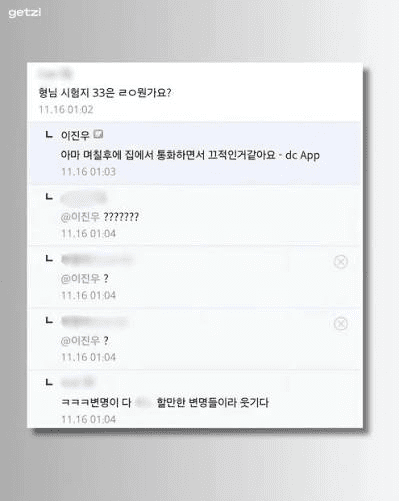 getzi
형님 시험지 33은 ㄹㅇ뭔가요?
11.16 01:02
ㄴ 이진우
아마 며칠후에 집에서 통화하면서 끄적인거같아요 - dc App
11.16 01:03
ㄴ
@이진우 ???????
11.16 01:04
ㄴ
@이진우 ?
11.16 01:04
ㄴ
@이진우 ?
11.16 01:04
ㄴ
ㅋㅋㅋ변명이 다 할만한 변명들이라 웃기다
11.16 01:04